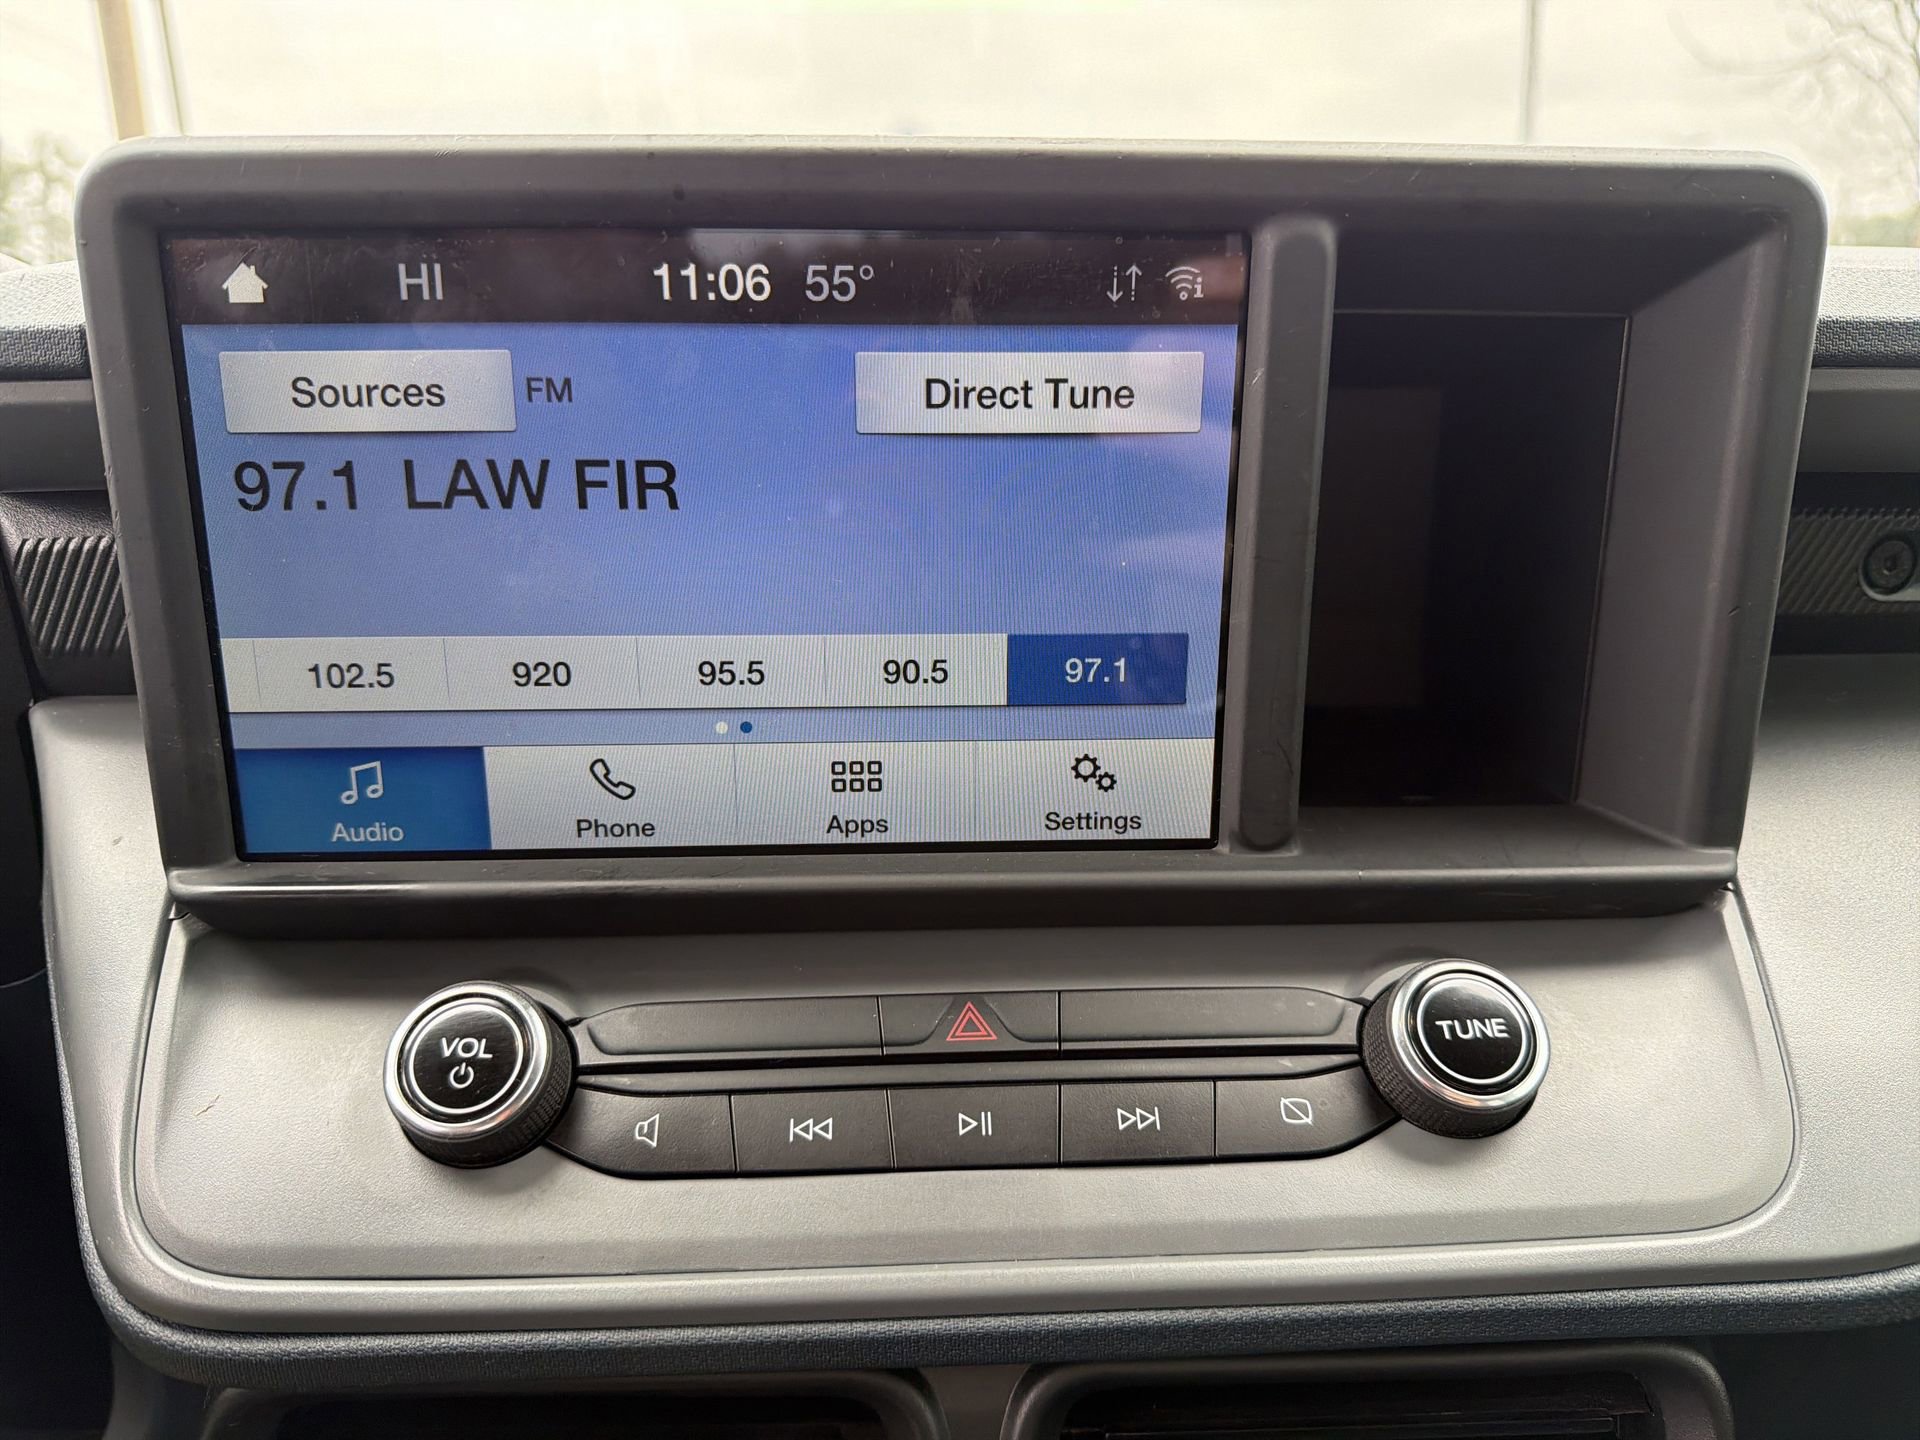 HI 11:06 55°
Sources FM Direct Tune
97.1 LAW FIR
102.5 920 95.5 90.5 97.1
Audio Phone Apps Settings
VOL TUNE